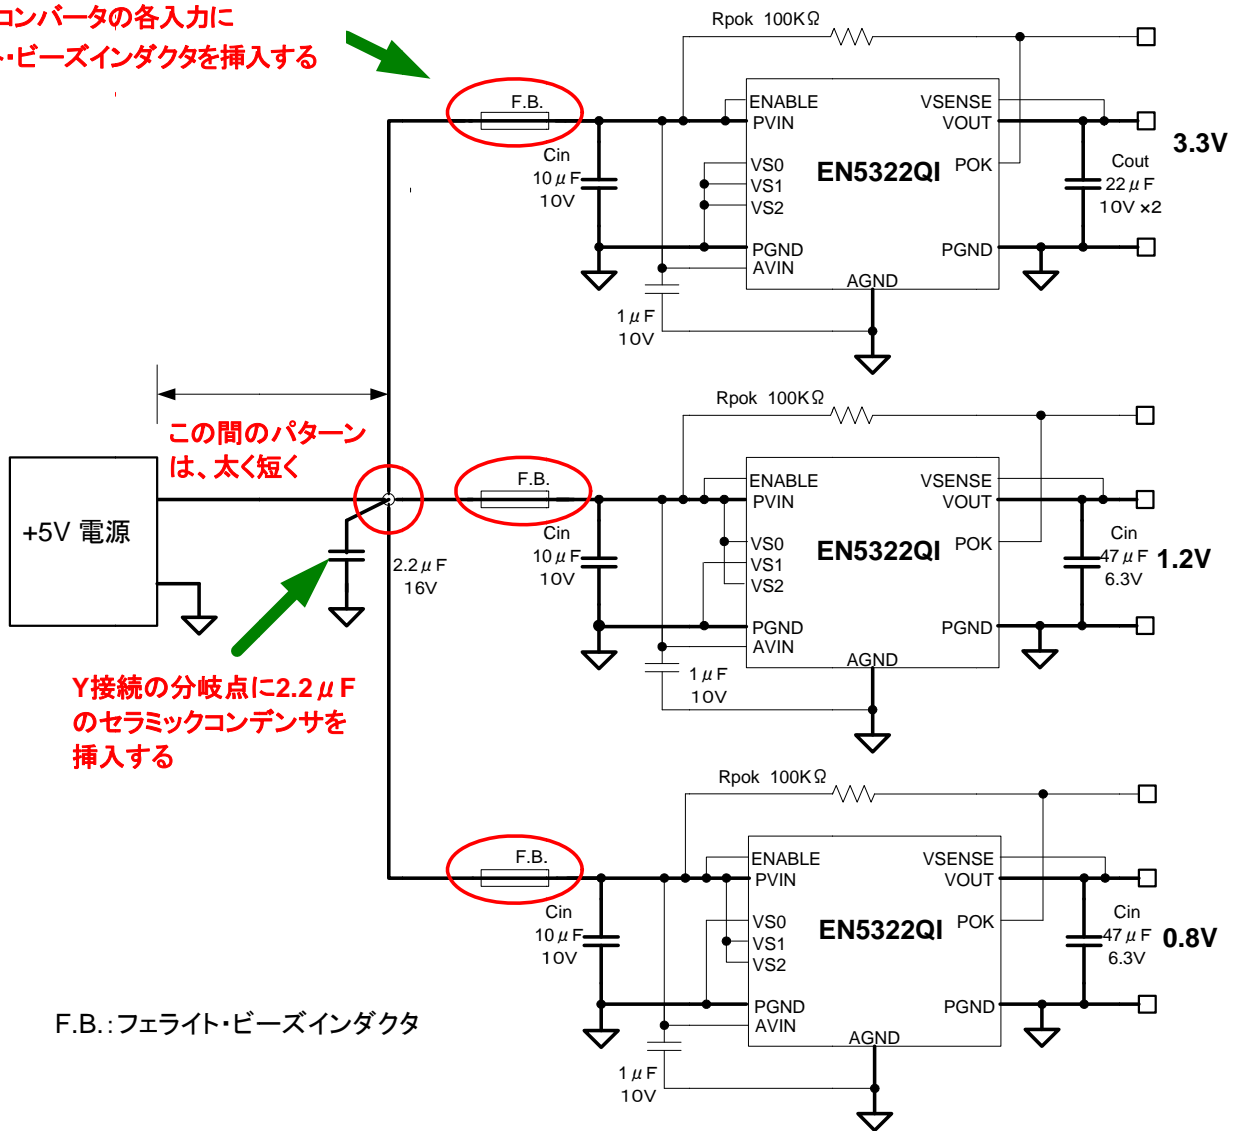 コンバータの各入力に
ト・ビーズインダクタを挿入する
Rpok 100KΩ
F.B.
ENABLE
PVIN
VSENSE
VOUT
3.3V
Cin
10μF
10V
VS0
VS1
VS2
EN5322QI
POK
Cout
22μF
10V ×2
PGND
AVIN
PGND
AGND
1μF
10V
Rpok 100KΩ
この間のパターン
は、太く短く
F.B.
ENABLE
PVIN
VSENSE
VOUT
+5V 電源
2.2μF
16V
Cin
10μF
10V
VS0
VS1
VS2
EN5322QI
POK
Cin
47μF
6.3V
1.2V
PGND
AVIN
PGND
AGND
1μF
10V
Y接続の分岐点に2.2μF
のセラミックコンデンサを
挿入する
Rpok 100KΩ
F.B.
ENABLE
PVIN
VSENSE
VOUT
Cin
10μF
10V
VS0
VS1
VS2
EN5322QI
POK
Cin
47μF
6.3V
0.8V
PGND
AVIN
PGND
AGND
1μF
10V
F.B.:フェライト・ビーズインダクタ